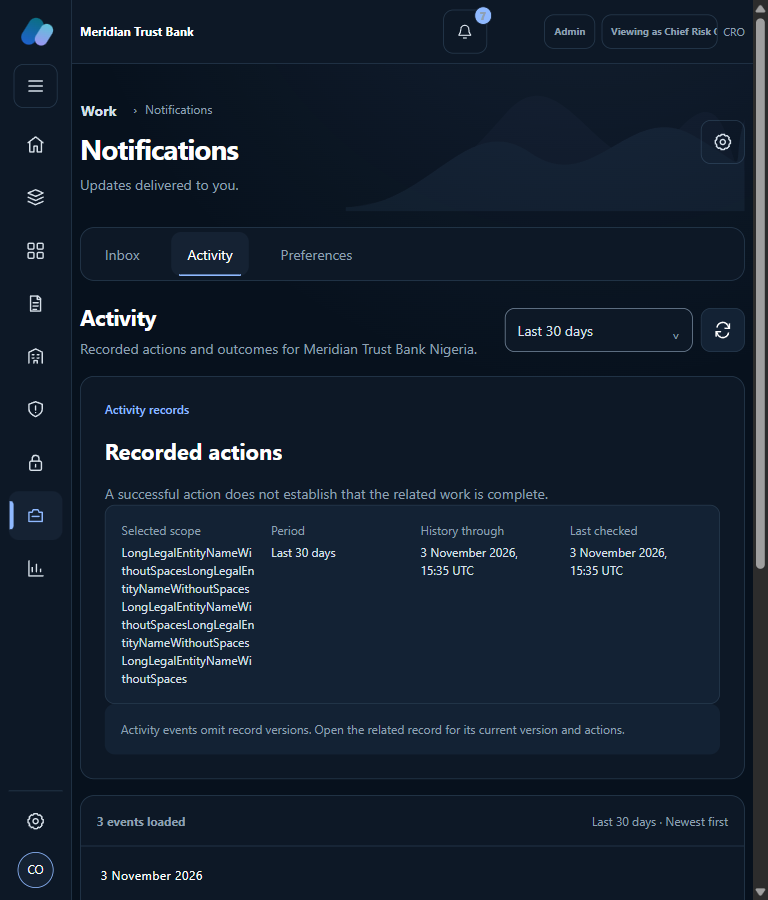 Meridian Trust Bank
7
Admin
Viewing as Chief Risk
CRO
Work › Notifications
Notifications
Updates delivered to you.
Inbox
Activity
Preferences
Activity
Recorded actions and outcomes for Meridian Trust Bank Nigeria.
Last 30 days
Activity records
Recorded actions
A successful action does not establish that the related work is complete.
Selected scope
LongLegalEntityNameWi
thoutSpacesLongLegalEn
tityNameWithoutSpaces
LongLegalEntityNameWi
thoutSpacesLongLegalEn
tityNameWithoutSpaces
LongLegalEntityNameWi
thoutSpaces
Period
Last 30 days
History through
3 November 2026,
15:35 UTC
Last checked
3 November 2026,
15:35 UTC
Activity events omit record versions. Open the related record for its current version and actions.
3 events loaded
Last 30 days · Newest first
3 November 2026
CO